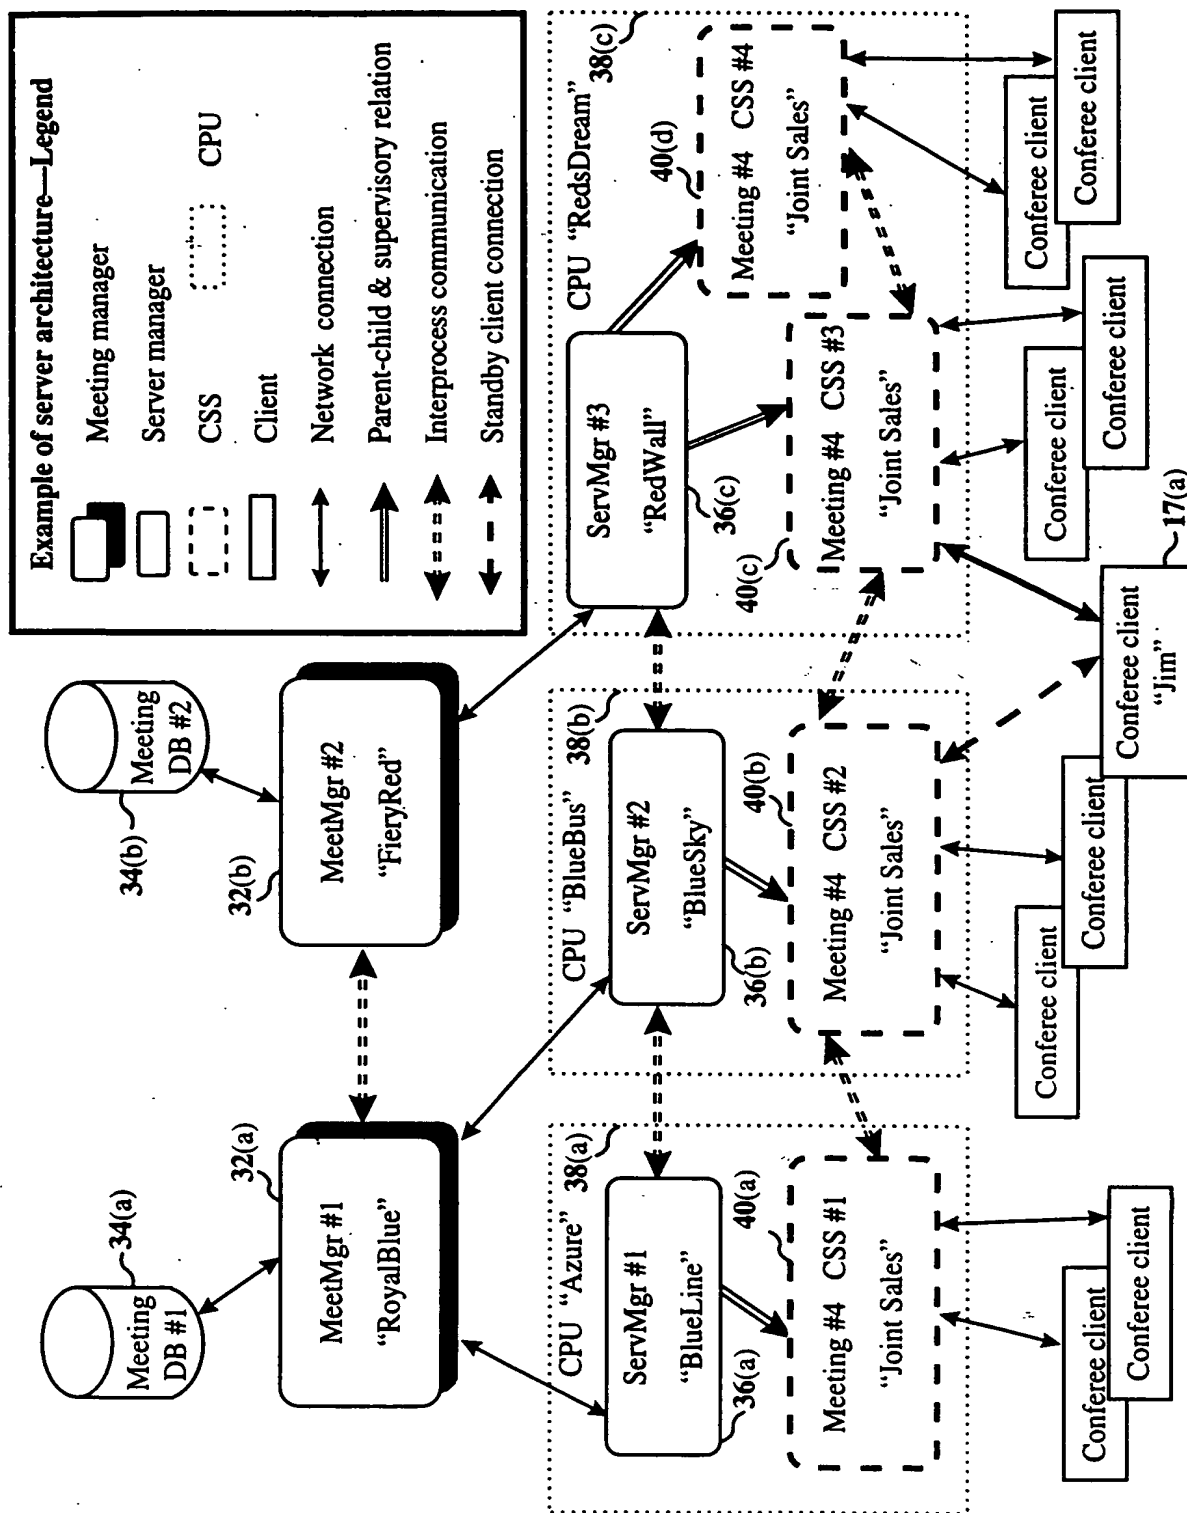 Example of server architecture—Legend
Meeting manager
Server manager
CSS
CPU
Client
Network connection
Parent-child & supervisory relation
Interprocess communication
Standby client connection
34(a)
Meeting
DB #1
34(b)
Meeting
DB #2
32(a)
MeetMgr #1
“RoyalBlue”
32(b)
MeetMgr #2
“FieryRed”
CPU “Azure”
38(a)
ServMgr #1
“BlueLine”
36(a)
40(a)
Meeting #4 CSS #1
“Joint Sales”
CPU “BlueBus”
38(b)
ServMgr #2
“BlueSky”
36(b)
40(b)
Meeting #4 CSS #2
“Joint Sales”
CPU “RedsDream”
38(c)
ServMgr #3
“RedWall”
36(c)
40(c)
Meeting #4 CSS #3
“Joint Sales”
40(d)
Meeting #4 CSS #4
“Joint Sales”
Conferee client
Conferee client
Conferee client
Conferee client
Conferee client
“Jim”
17(a)
Conferee client
Conferee client
Conferee client
Conferee client